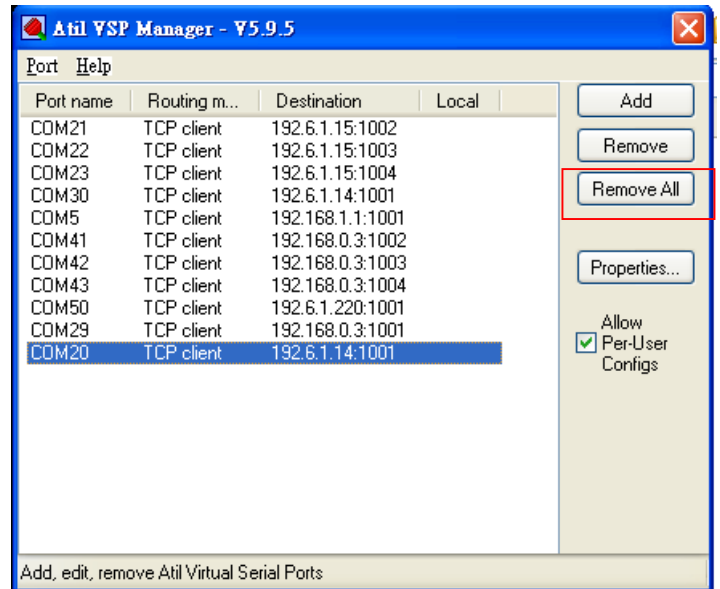 Atil VSP Manager - V5.9.5
Port Help
Port name Routing m... Destination Local
COM21 TCP client 192.6.1.15:1002
COM22 TCP client 192.6.1.15:1003
COM23 TCP client 192.6.1.15:1004
COM30 TCP client 192.6.1.14:1001
COM5 TCP client 192.168.1.1:1001
COM41 TCP client 192.168.0.3:1002
COM42 TCP client 192.168.0.3:1003
COM43 TCP client 192.168.0.3:1004
COM50 TCP client 192.6.1.220:1001
COM29 TCP client 192.168.0.3:1001
COM20 TCP client 192.6.1.14:1001
Add
Remove
Remove All
Properties...
Allow
Per-User
Configs
Add, edit, remove Atil Virtual Serial Ports